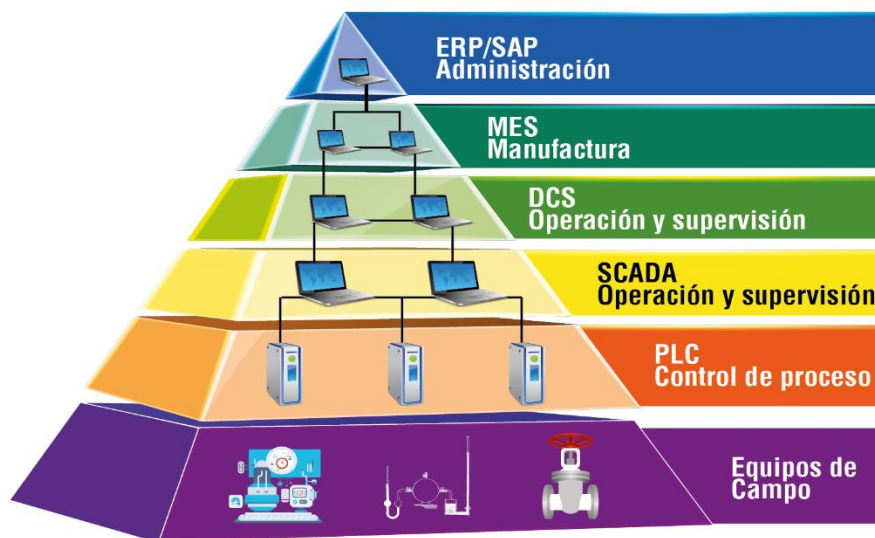 ERP/SAP
Administración
MES
Manufactura
DCS
Operación y supervisión
SCADA
Operación y supervisión
PLC
Control de proceso
Equipos de
Campo